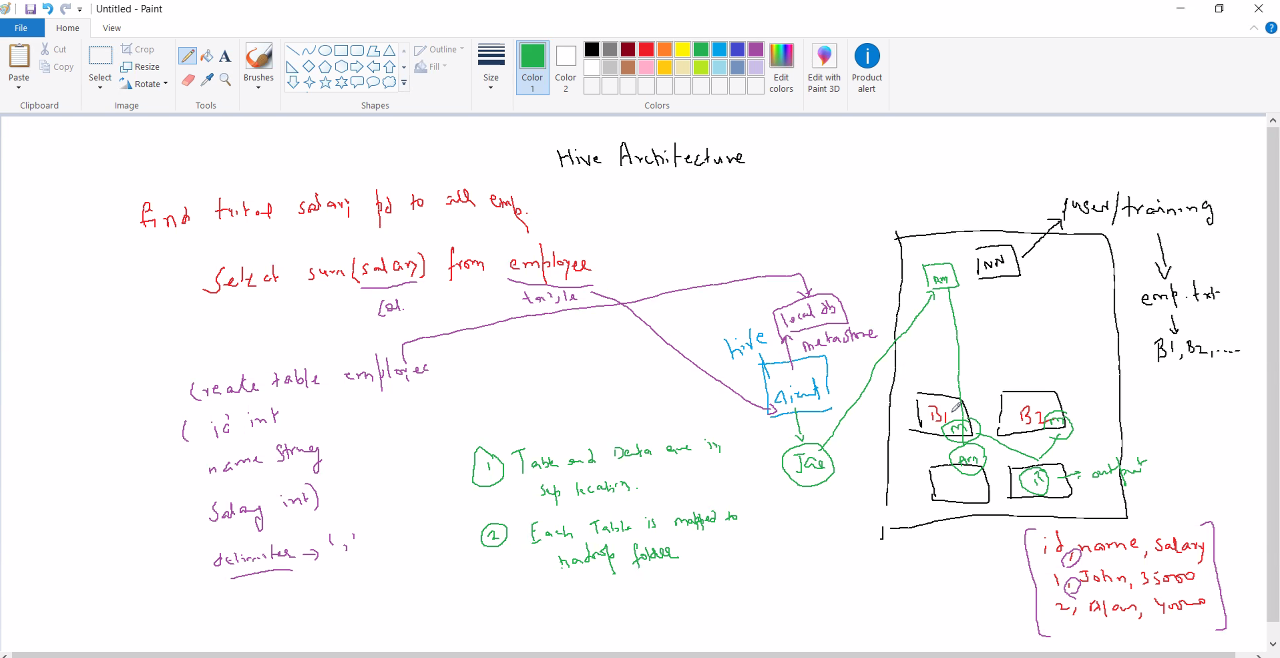 Untitled - Paint
File
Home
View
Paste
Cut
Copy
Clipboard
Select
Crop
Resize
Rotate
Image
Tools
Brushes
Shapes
Outline
Fill
Size
Color 1
Color 2
Colors
Edit colors
Edit with Paint 3D
Product alert
Hive Architecture
find total salary pd to all emp.
Select sum(salary) from employee
Col.
table
create table employee
( id int
name string
salary int)
delimiter → ','
1 Table and Data are in
sep location.
2 Each Table is mapped to
hadoop folder
local db
metastore
hive
client
/user/training
emp.txt
B1, B2, ....
NN
RM
B1
B2
M
M
AM
R
→ output
id, name, salary
1, John, 35000
2, Alan, 40000